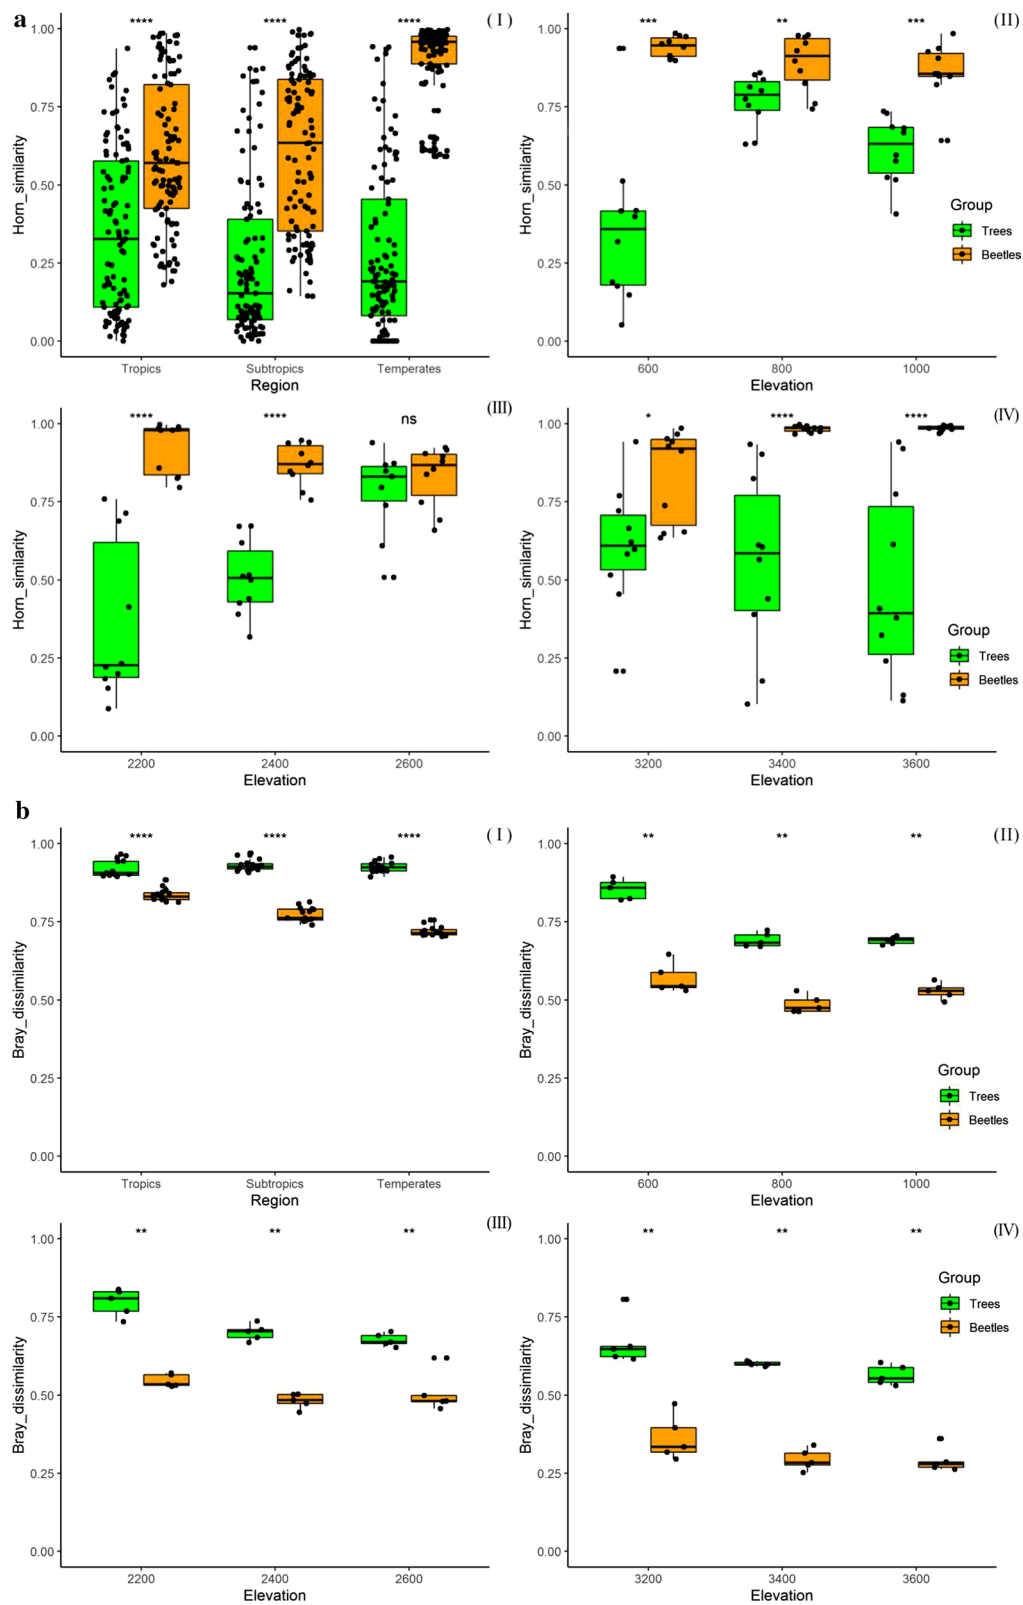 a
**** **** **** (I)
1.00
0.75
0.50
0.25
0.00
Horn_similarity
Tropics Subtropics Temperates
Region
*** ** *** (II)
1.00
0.75
0.50
0.25
0.00
Horn_similarity
Group
Trees
Beetles
600 800 1000
Elevation
**** **** ns (III)
1.00
0.75
0.50
0.25
0.00
Horn_similarity
2200 2400 2600
Elevation
* **** **** (IV)
1.00
0.75
0.50
0.25
0.00
Horn_similarity
Group
Trees
Beetles
3200 3400 3600
Elevation
b
**** **** **** (I)
1.00
0.75
0.50
0.25
0.00
Bray_dissimilarity
Tropics Subtropics Temperates
Region
** ** ** (II)
1.00
0.75
0.50
0.25
0.00
Bray_dissimilarity
Group
Trees
Beetles
600 800 1000
Elevation
** ** ** (III)
1.00
0.75
0.50
0.25
0.00
Bray_dissimilarity
2200 2400 2600
Elevation
** ** ** (IV)
1.00
0.75
0.50
0.25
0.00
Bray_dissimilarity
Group
Trees
Beetles
3200 3400 3600
Elevation